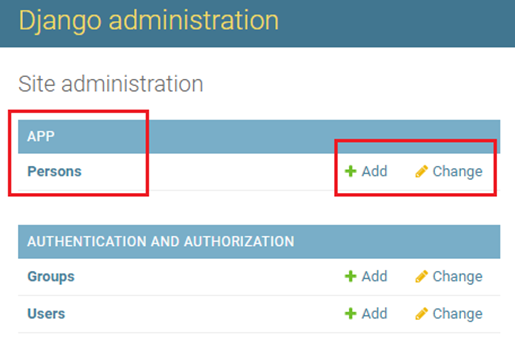 Django administration
Site administration
APP
Persons Add Change
AUTHENTICATION AND AUTHORIZATION
Groups Add Change
Users Add Change